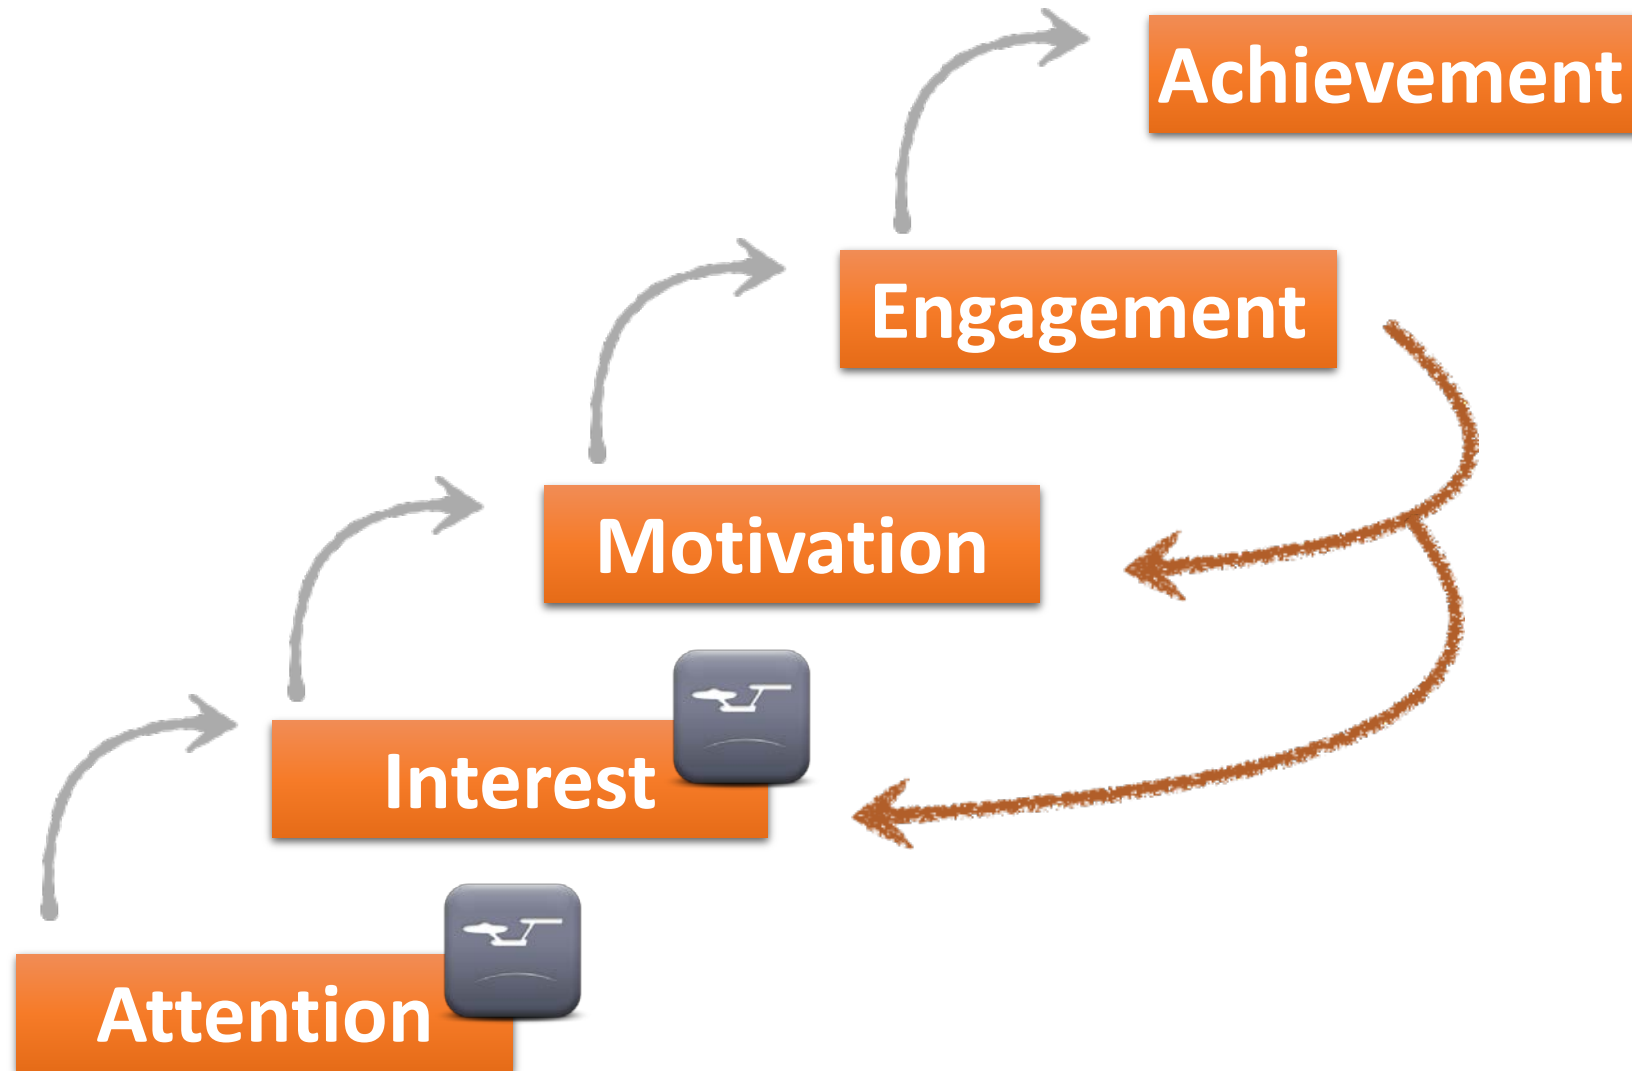 Achievement
Engagement
Motivation
Interest
Attention